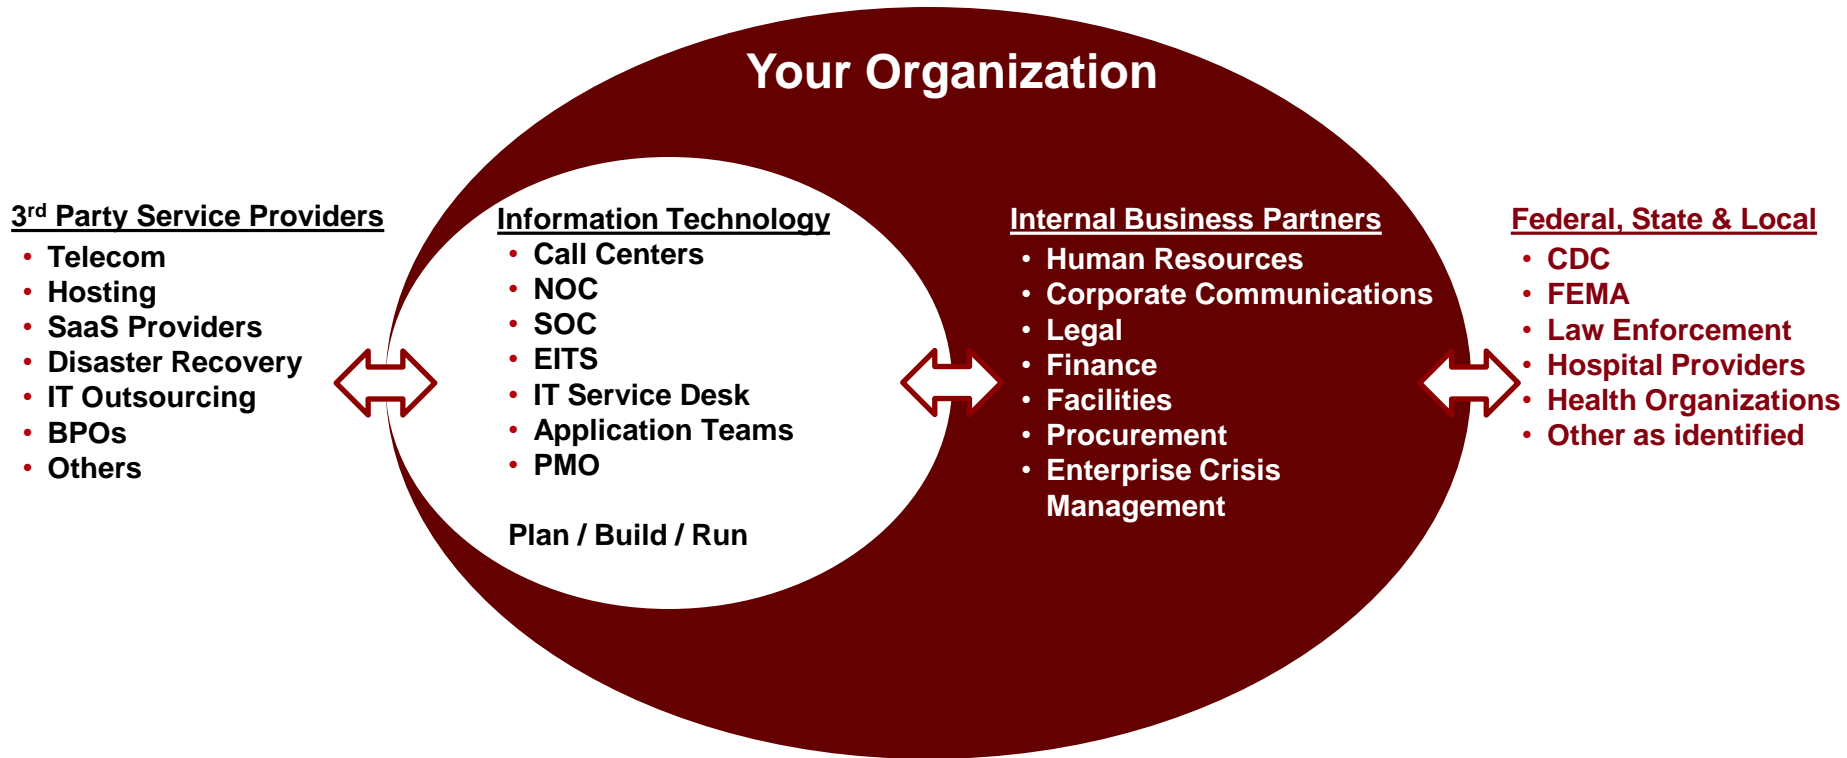 Your Organization
3rd Party Service Providers
• Telecom
• Hosting
• SaaS Providers
• Disaster Recovery
• IT Outsourcing
• BPOs
• Others
Information Technology
• Call Centers
• NOC
• SOC
• EITS
• IT Service Desk
• Application Teams
• PMO
Plan / Build / Run
Internal Business Partners
• Human Resources
• Corporate Communications
• Legal
• Finance
• Facilities
• Procurement
• Enterprise Crisis
Management
Federal, State & Local
• CDC
• FEMA
• Law Enforcement
• Hospital Providers
• Health Organizations
• Other as identified